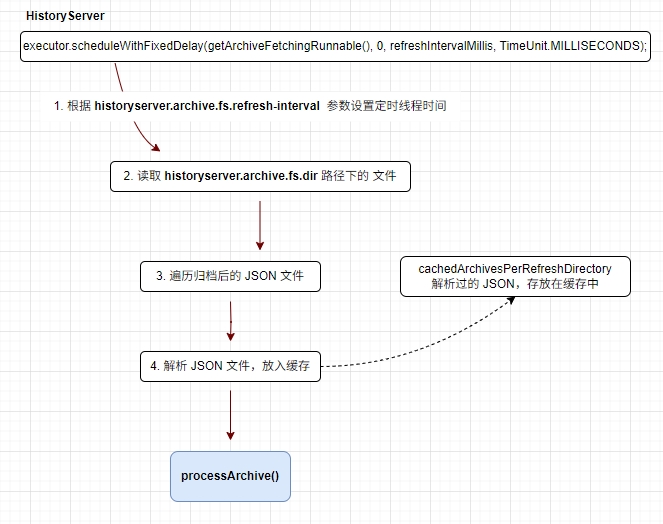 HistoryServer
executor.scheduleWithFixedDelay(getArchiveFetchingRunnable(), 0, refreshIntervalMillis, TimeUnit.MILLISECONDS);
1. 根据 historyserver.archive.fs.refresh-interval 参数设置定时线程时间
2. 读取 historyserver.archive.fs.dir 路径下的 文件
3. 遍历归档后的 JSON 文件
cachedArchivesPerRefreshDirectory
解析过的 JSON，存放在缓存中
4. 解析 JSON 文件，放入缓存
processArchive()